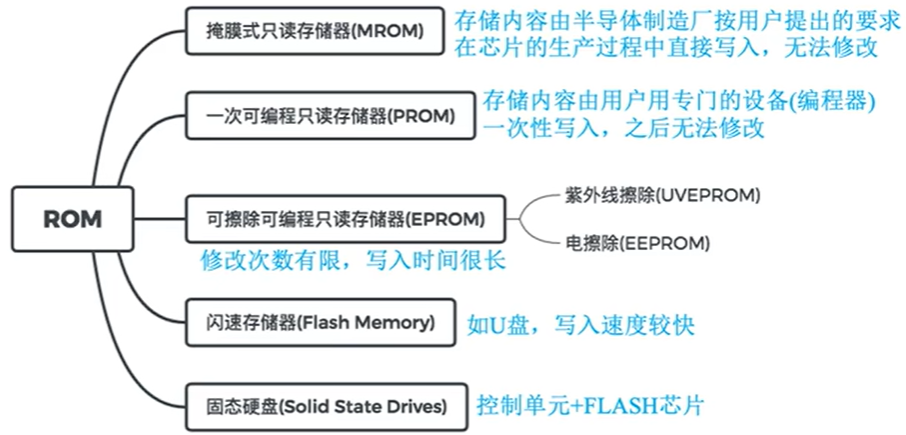 掩膜式只读存储器(MROM)
存储内容由半导体制造厂按用户提出的要求
在芯片的生产过程中直接写入，无法修改
一次可编程只读存储器(PROM)
存储内容由用户用专门的设备(编程器)
一次性写入，之后无法修改
ROM
可擦除可编程只读存储器(EPROM)
紫外线擦除(UVEPROM)
电擦除(EEPROM)
修改次数有限，写入时间很长
闪速存储器(Flash Memory)
如U盘，写入速度较快
固态硬盘(Solid State Drives)
控制单元+FLASH芯片